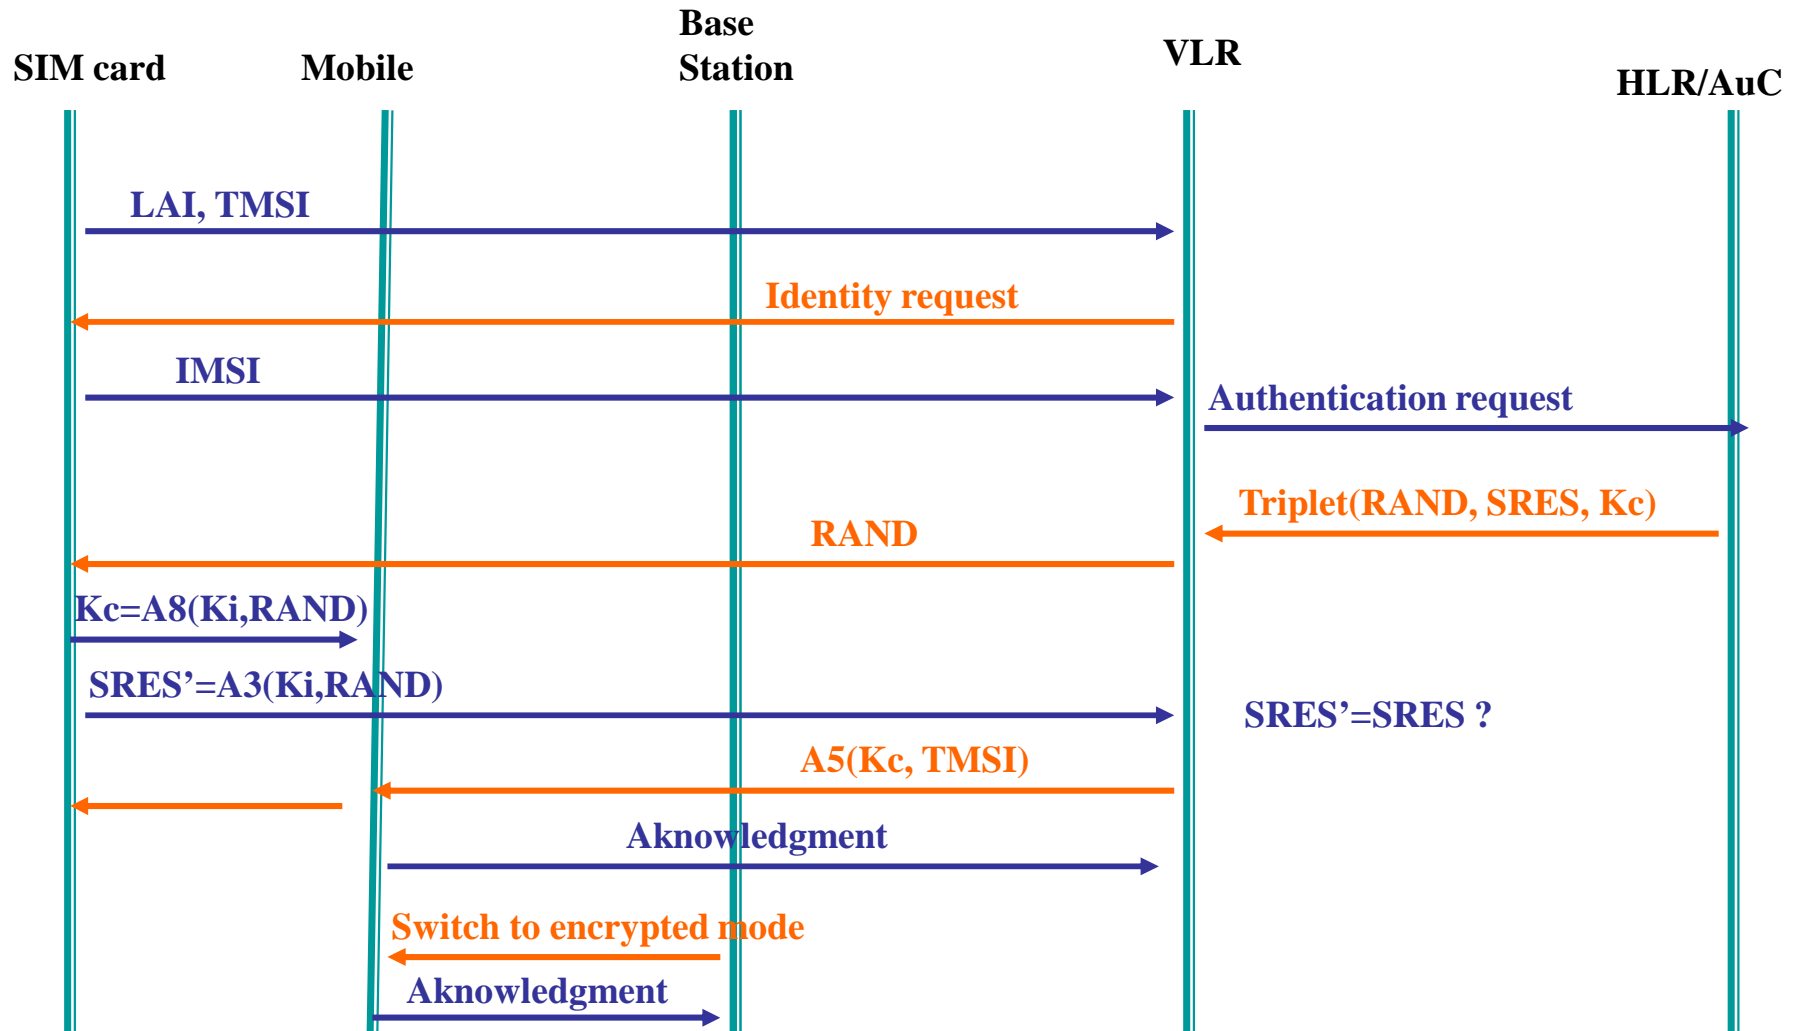 SIM card
Mobile
Base
Station
VLR
HLR/AuC
LAI, TMSI
Identity request
IMSI
Authentication request
Triplet(RAND, SRES, Kc)
RAND
Kc=A8(Ki,RAND)
SRES’=A3(Ki,RAND)
SRES’=SRES ?
A5(Kc, TMSI)
Aknowledgment
Switch to encrypted mode
Aknowledgment